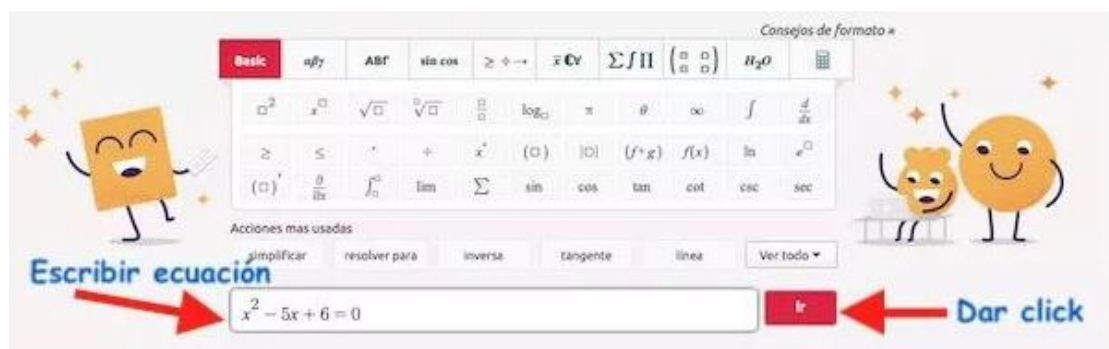 Consejos de formato »
Basic αβγ ΑΒΓ sin cos ≥ ÷ → x̄ ℂ∀ ∑ ∫ ∏ (□ □ □ □) H₂O
□² x^□ √□ ^□√□ □/□ log_□ π θ ∞ ∫ d/dx
≥ ≤ · ÷ x° (□) |□| (f∘g) f(x) ln e^□
(□)′ ∂/∂x ∫_□^□ lim ∑ sin cos tan cot csc sec
Acciones mas usadas
simplificar resolver para inversa tangente línea Ver todo
Escribir ecuación
x² − 5x + 6 = 0 Ir Dar click